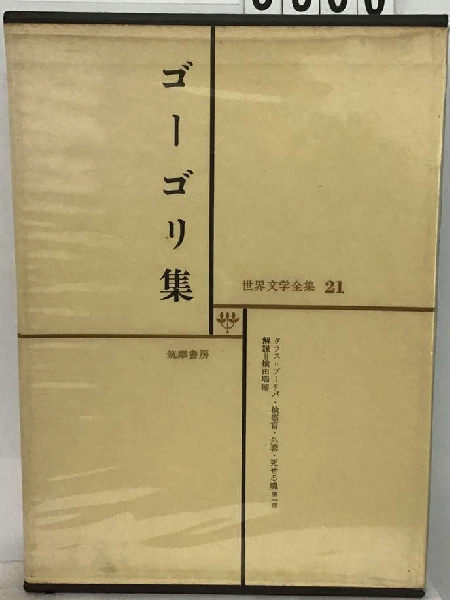 ゴーゴリ集
世界文学全集 21
タラス=ブーリバ・検察官・外套・死せる魂 第一部
解説=横田瑞穂
筑摩書房